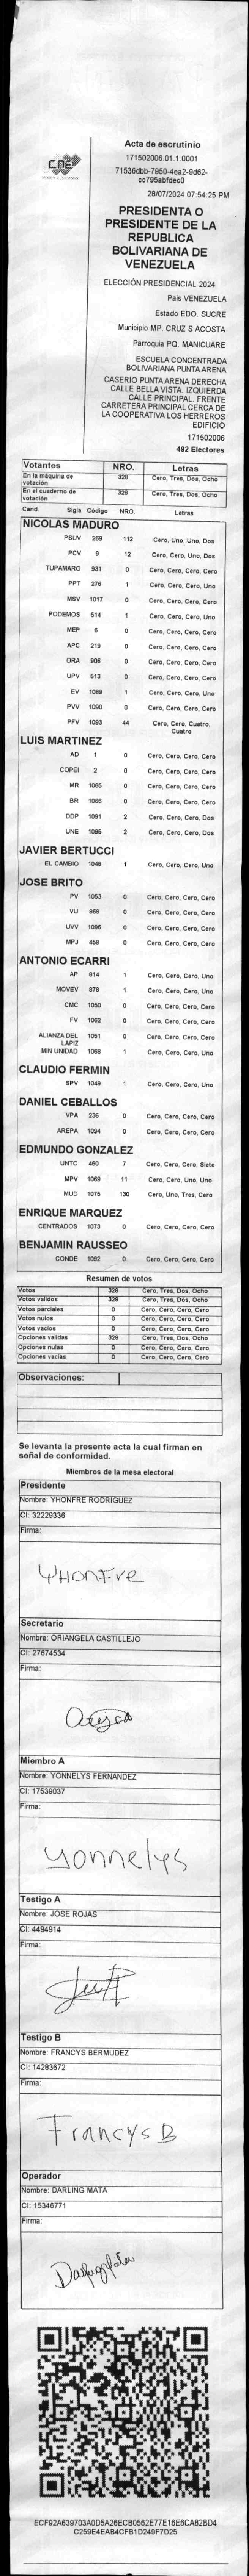 CNE
Acta de escrutinio
171502006.01.1.0001
71536dbb-7950-4ea2-9d62-
cc795abfdec0
28/07/2024 07:54:25 PM
PRESIDENTA O
PRESIDENTE DE LA
REPUBLICA
BOLIVARIANA DE
VENEZUELA
ELECCIÓN PRESIDENCIAL 2024
Pais VENEZUELA
Estado EDO. SUCRE
Municipio MP. CRUZ S ACOSTA
Parroquia PQ. MANICUARE
ESCUELA CONCENTRADA
BOLIVARIANA PUNTA ARENA
CASERIO PUNTA ARENA DERECHA
CALLE BELLA VISTA. IZQUIERDA
CALLE PRINCIPAL. FRENTE
CARRETERA PRINCIPAL CERCA DE
LA COOPERATIVA LOS HERREROS
EDIFICIO
171502006
492 Electores
Votantes NRO. Letras
En la máquina de votación 328 Cero, Tres, Dos, Ocho
En el cuaderno de votación 328 Cero, Tres, Dos, Ocho
Cand. Sigla Código NRO. Letras
NICOLAS MADURO
PSUV 269 112 Cero, Uno, Uno, Dos
PCV 9 12 Cero, Cero, Uno, Dos
TUPAMARO 931 0 Cero, Cero, Cero, Cero
PPT 276 1 Cero, Cero, Cero, Uno
MSV 1017 0 Cero, Cero, Cero, Cero
PODEMOS 514 1 Cero, Cero, Cero, Uno
MEP 6 0 Cero, Cero, Cero, Cero
APC 219 0 Cero, Cero, Cero, Cero
ORA 906 0 Cero, Cero, Cero, Cero
UPV 513 0 Cero, Cero, Cero, Cero
EV 1089 1 Cero, Cero, Cero, Uno
PVV 1090 0 Cero, Cero, Cero, Cero
PFV 1093 44 Cero, Cero, Cuatro, Cuatro
LUIS MARTINEZ
AD 1 0 Cero, Cero, Cero, Cero
COPEI 2 0 Cero, Cero, Cero, Cero
MR 1065 0 Cero, Cero, Cero, Cero
BR 1066 0 Cero, Cero, Cero, Cero
DDP 1091 2 Cero, Cero, Cero, Dos
UNE 1095 2 Cero, Cero, Cero, Dos
JAVIER BERTUCCI
EL CAMBIO 1048 1 Cero, Cero, Cero, Uno
JOSE BRITO
PV 1053 0 Cero, Cero, Cero, Cero
VU 868 0 Cero, Cero, Cero, Cero
UVV 1096 0 Cero, Cero, Cero, Cero
MPJ 458 0 Cero, Cero, Cero, Cero
ANTONIO ECARRI
AP 814 1 Cero, Cero, Cero, Uno
MOVEV 878 1 Cero, Cero, Cero, Uno
CMC 1050 0 Cero, Cero, Cero, Cero
FV 1062 0 Cero, Cero, Cero, Cero
ALIANZA DEL LAPIZ 1051 0 Cero, Cero, Cero, Cero
MIN UNIDAD 1068 1 Cero, Cero, Cero, Uno
CLAUDIO FERMIN
SPV 1049 1 Cero, Cero, Cero, Uno
DANIEL CEBALLOS
VPA 236 0 Cero, Cero, Cero, Cero
AREPA 1094 0 Cero, Cero, Cero, Cero
EDMUNDO GONZALEZ
UNTC 460 7 Cero, Cero, Cero, Siete
MPV 1069 11 Cero, Cero, Uno, Uno
MUD 1075 130 Cero, Uno, Tres, Cero
ENRIQUE MARQUEZ
CENTRADOS 1073 0 Cero, Cero, Cero, Cero
BENJAMIN RAUSSEO
CONDE 1092 0 Cero, Cero, Cero, Cero
Resumen de votos
Votos 328 Cero, Tres, Dos, Ocho
Votos validos 328 Cero, Tres, Dos, Ocho
Votos parciales 0 Cero, Cero, Cero, Cero
Votos nulos 0 Cero, Cero, Cero, Cero
Votos vacios 0 Cero, Cero, Cero, Cero
Opciones validas 328 Cero, Tres, Dos, Ocho
Opciones nulas 0 Cero, Cero, Cero, Cero
Opciones vacias 0 Cero, Cero, Cero, Cero
Observaciones:
Se levanta la presente acta la cual firman en
señal de conformidad.
Miembros de la mesa electoral
Presidente
Nombre: YHONFRE RODRIGUEZ
CI: 32229336
Firma:
YHonFre
Secretario
Nombre: ORIANGELA CASTILLEJO
CI: 27674534
Firma:
Miembro A
Nombre: YONNELYS FERNANDEZ
CI: 17539037
Firma:
yonnelys
Testigo A
Nombre: JOSE ROJAS
CI: 4494914
Firma:
Testigo B
Nombre: FRANCYS BERMUDEZ
CI: 14283672
Firma:
Francys B
Operador
Nombre: DARLING MATA
CI: 15346771
Firma:
ECF92A639703A0D5A26ECB0562E77E16E6CA82BD4
C259E4EAB4CFB1D249F7D25